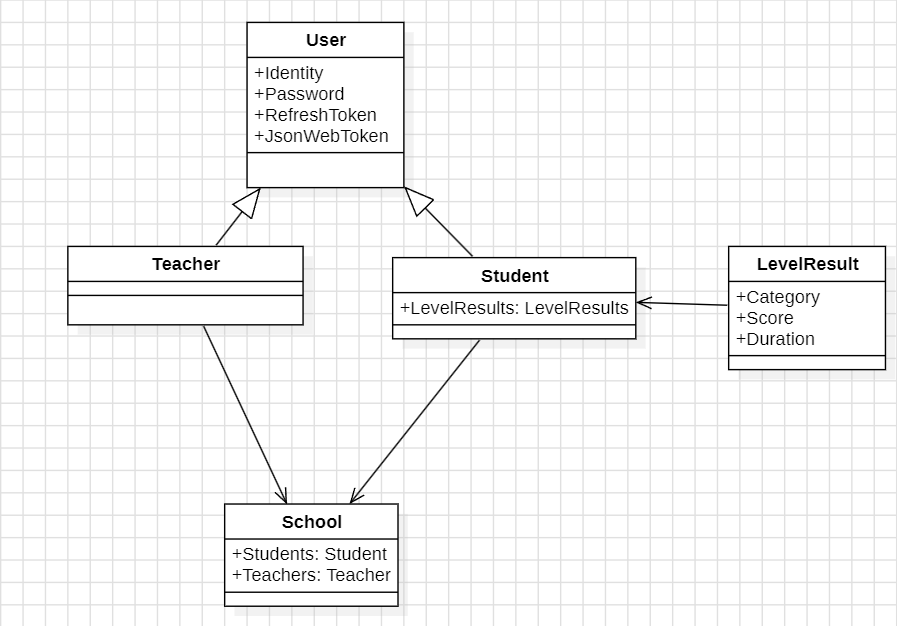 User
+Identity
+Password
+RefreshToken
+JsonWebToken
Teacher
Student
+LevelResults: LevelResults
LevelResult
+Category
+Score
+Duration
School
+Students: Student
+Teachers: Teacher